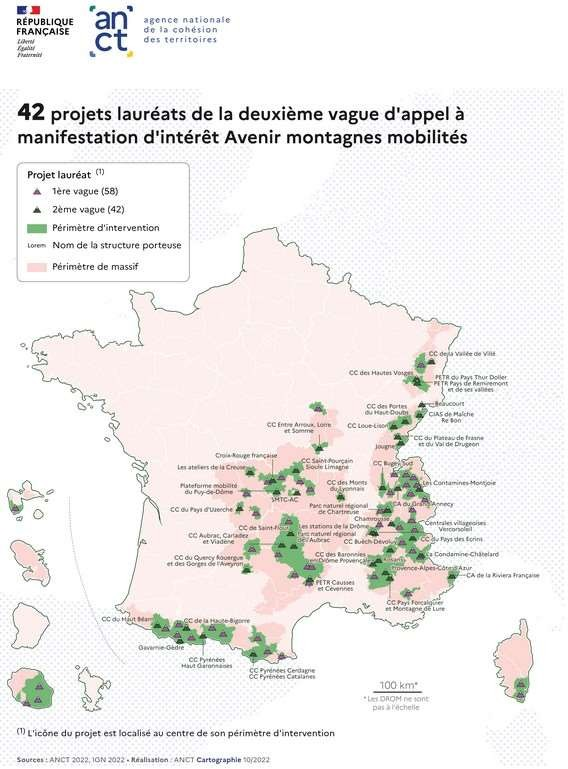 RÉPUBLIQUE
FRANÇAISE
Liberté
Égalité
Fraternité
anct
agence nationale
de la cohésion
des territoires
42 projets lauréats de la deuxième vague d'appel à
manifestation d'intérêt Avenir montagnes mobilités
Projet lauréat (1)
1ère vague (58)
2ème vague (42)
Périmètre d'intervention
Lorem Nom de la structure porteuse
Périmètre de massif
CC de la Vallée de Villé
CC des Hautes Vosges
PETR du Pays Thur Doller
PETR Pays de Remiremont
et de ses vallées
Beaucourt
CC des Portes
du Haut-Doubs
CIAS de Maîche
Re Bon
CC Entre Arroux, Loire
et Somme
CC Loue-Lison
CC du Plateau de Frasne
et du Val de Drugeon
Jougne
Croix-Rouge française
CC Saint-Pourçain
Sioule Limagne
CC Bugey Sud
Les ateliers de la Creuse
Plateforme mobilité
du Puy-de-Dôme
CC des Monts
du Lyonnais
Les Contamines-Montjoie
SMTC-AC
CA du Grand Annecy
Parc naturel régional
de Chartreuse
CC du Pays d'Uzerche
Chamrousse
CC de Saint-Flour
Les stations de la Drôme
Centrales villageoises
Vercorsoleil
CC Aubrac, Carladez
et Viadène
Parc naturel régional
de l'Aubrac
CC Buëch-Dévoluy
CC du Pays des Écrins
CC du Quercy Rouergue
et des Gorges de l'Aveyron
CC des Baronnies
en Drôme Provençale
La Condamine-Châtelard
Provence-Alpes-Côte d'Azur
CA de la Riviera Française
PETR Causses
et Cévennes
CC Pays Forcalquier
et Montagne de Lure
CC du Haut Béarn
CC de la Haute-Bigorre
Gavarnie-Gèdre
CC Pyrénées
Haut Garonnaises
CC Pyrénées Cerdagne
CC Pyrénées Catalanes
100 km*
* Les DROM ne sont
pas à l'échelle
(1) L'icône du projet est localisé au centre de son périmètre d'intervention
Sources : ANCT 2022, IGN 2022 • Réalisation : ANCT Cartographie 10/2022